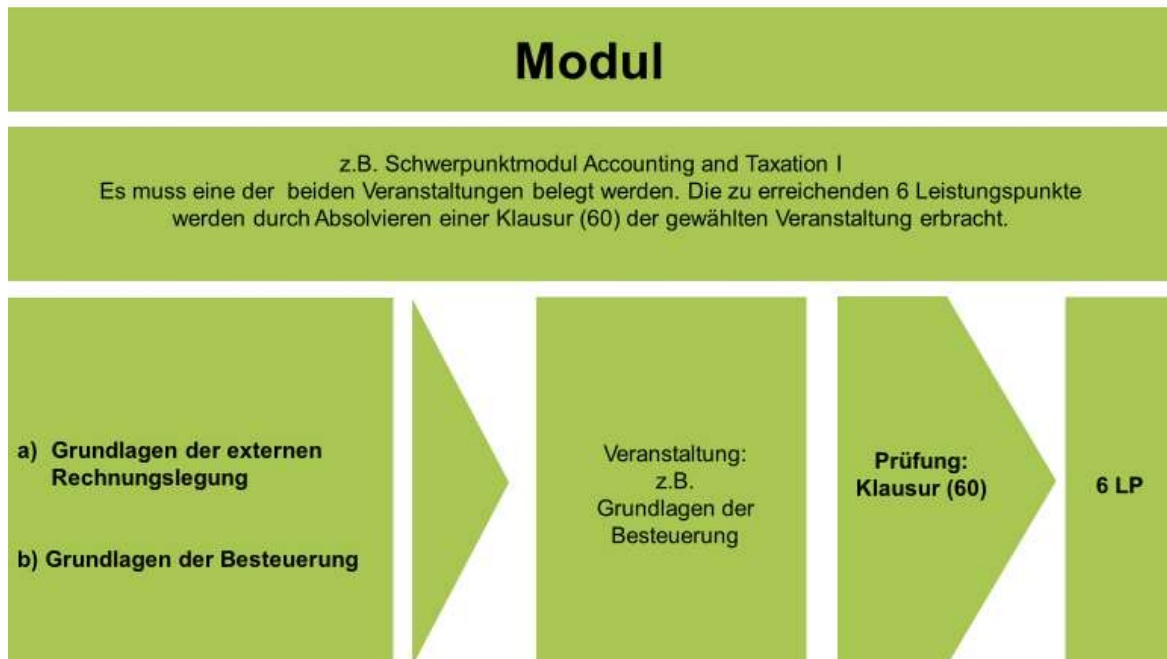 Modul
z.B. Schwerpunktmodul Accounting and Taxation I
Es muss eine der beiden Veranstaltungen belegt werden. Die zu erreichenden 6 Leistungspunkte
werden durch Absolvieren einer Klausur (60) der gewählten Veranstaltung erbracht.
a) Grundlagen der externen
Rechnungslegung
b) Grundlagen der Besteuerung
Veranstaltung:
z.B.
Grundlagen der
Besteuerung
Prüfung:
Klausur (60)
6 LP